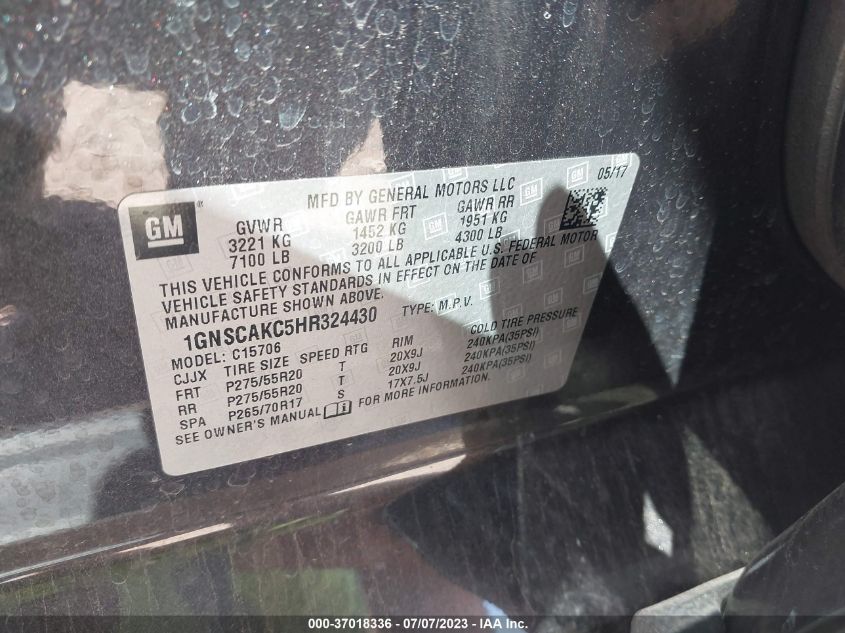 MFD BY GENERAL MOTORS LLC 05/17
GM ®
GVWR GAWR FRT GAWR RR
3221 KG 1452 KG 1951 KG
7100 LB 3200 LB 4300 LB
THIS VEHICLE CONFORMS TO ALL APPLICABLE U.S. FEDERAL MOTOR
VEHICLE SAFETY STANDARDS IN EFFECT ON THE DATE OF
MANUFACTURE SHOWN ABOVE.
1GNSCAKC5HR324430 TYPE: M.P.V.
MODEL: C15706
CJJX TIRE SIZE SPEED RTG RIM COLD TIRE PRESSURE
FRT P275/55R20 T 20X9J 240KPA(35PSI)
RR P275/55R20 T 20X9J 240KPA(35PSI)
SPA P265/70R17 S 17X7.5J 240KPA(35PSI)
SEE OWNER'S MANUAL FOR MORE INFORMATION.
000-37018336 - 07/07/2023 - IAA Inc.